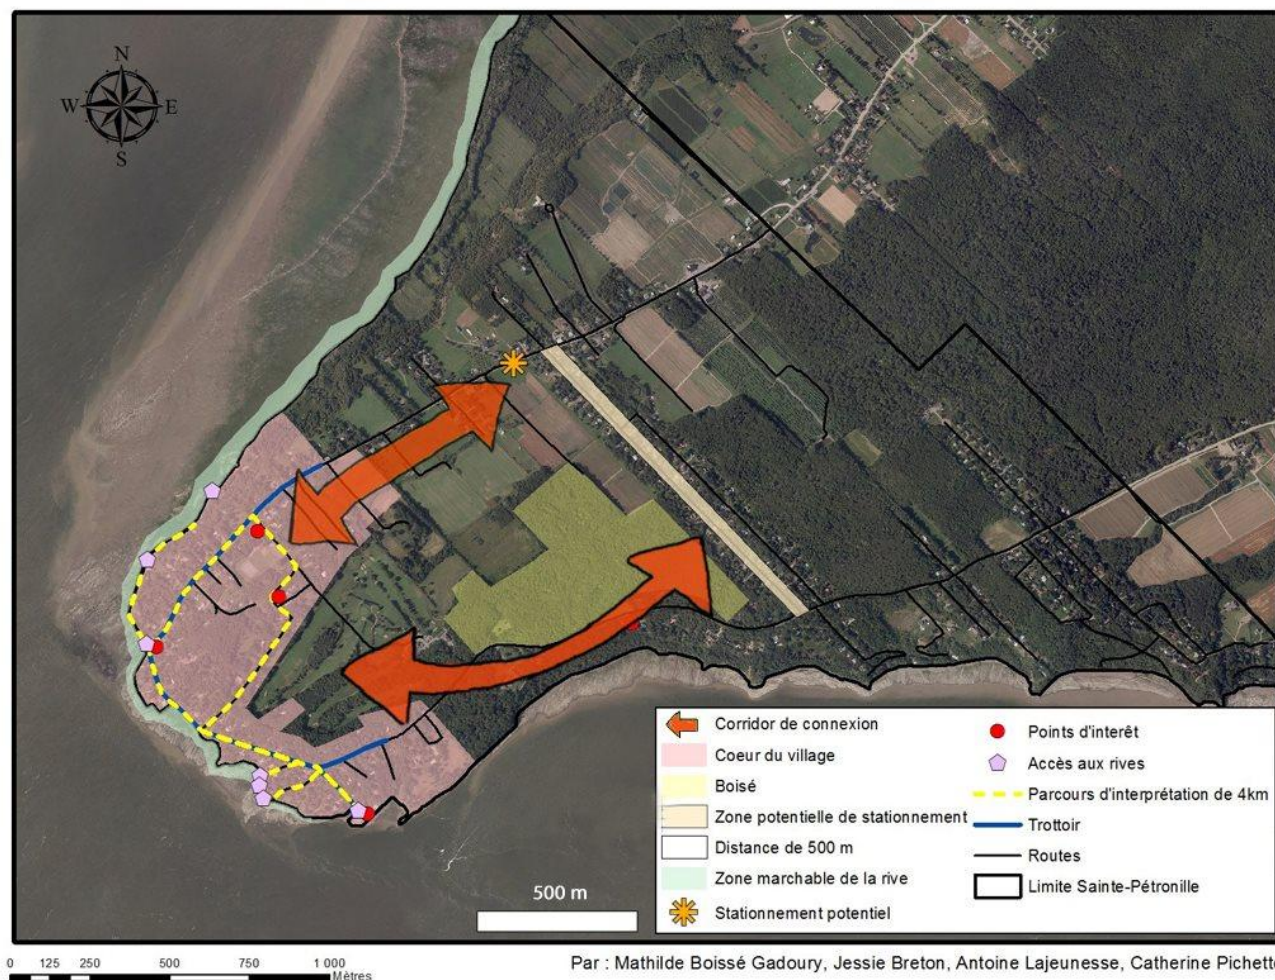 N
W E
S
Corridor de connexion
Coeur du village
Boisé
Zone potentielle de stationnement
Distance de 500 m
Zone marchable de la rive
Stationnement potentiel
Points d'interêt
Accès aux rives
Parcours d'interprétation de 4km
Trottoir
Routes
Limite Sainte-Pétronille
500 m
0 125 250 500 750 1 000
Mètres
Par : Mathilde Boissé Gadoury, Jessie Breton, Antoine Lajeunesse, Catherine Pichett